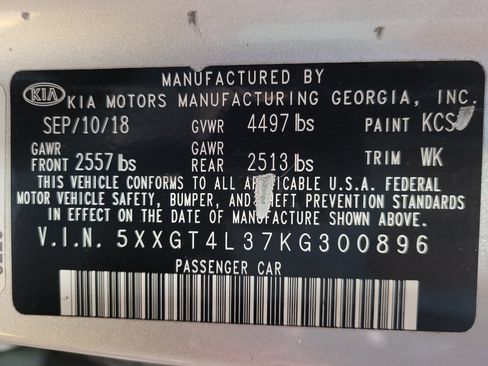 MANUFACTURED BY
KIA KIA MOTORS MANUFACTURING GEORGIA, INC.
SEP/10/18 GVWR 4497 lbs PAINT KCS
GAWR FRONT 2557 lbs GAWR REAR 2513 lbs TRIM WK
THIS VEHICLE CONFORMS TO ALL APPLICABLE U.S.A. FEDERAL
MOTOR VEHICLE SAFETY, BUMPER, AND THEFT PREVENTION STANDARDS
IN EFFECT ON THE DATE OF MANUFACTURE SHOWN ABOVE.
V.I.N. 5XXGT4L37KG300896
PASSENGER CAR